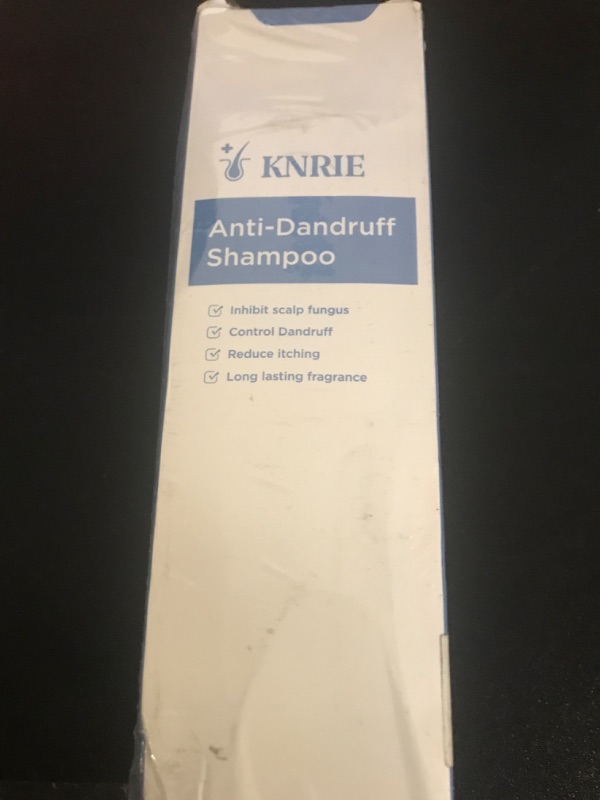 KNRIE
Anti-Dandruff
Shampoo
Inhibit scalp fungus
Control Dandruff
Reduce itching
Long lasting fragrance